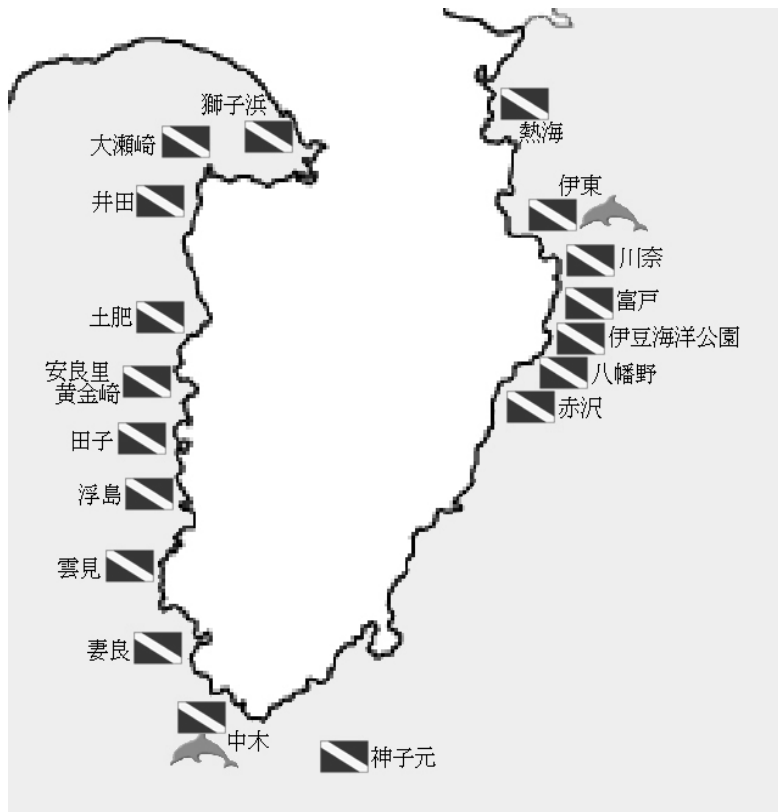 獅子浜
大瀬崎
井田
土肥
安良里
黄金崎
田子
浮島
雲見
妻良
中木
神子元
熱海
伊東
川奈
富戸
伊豆海洋公園
八幡野
赤沢